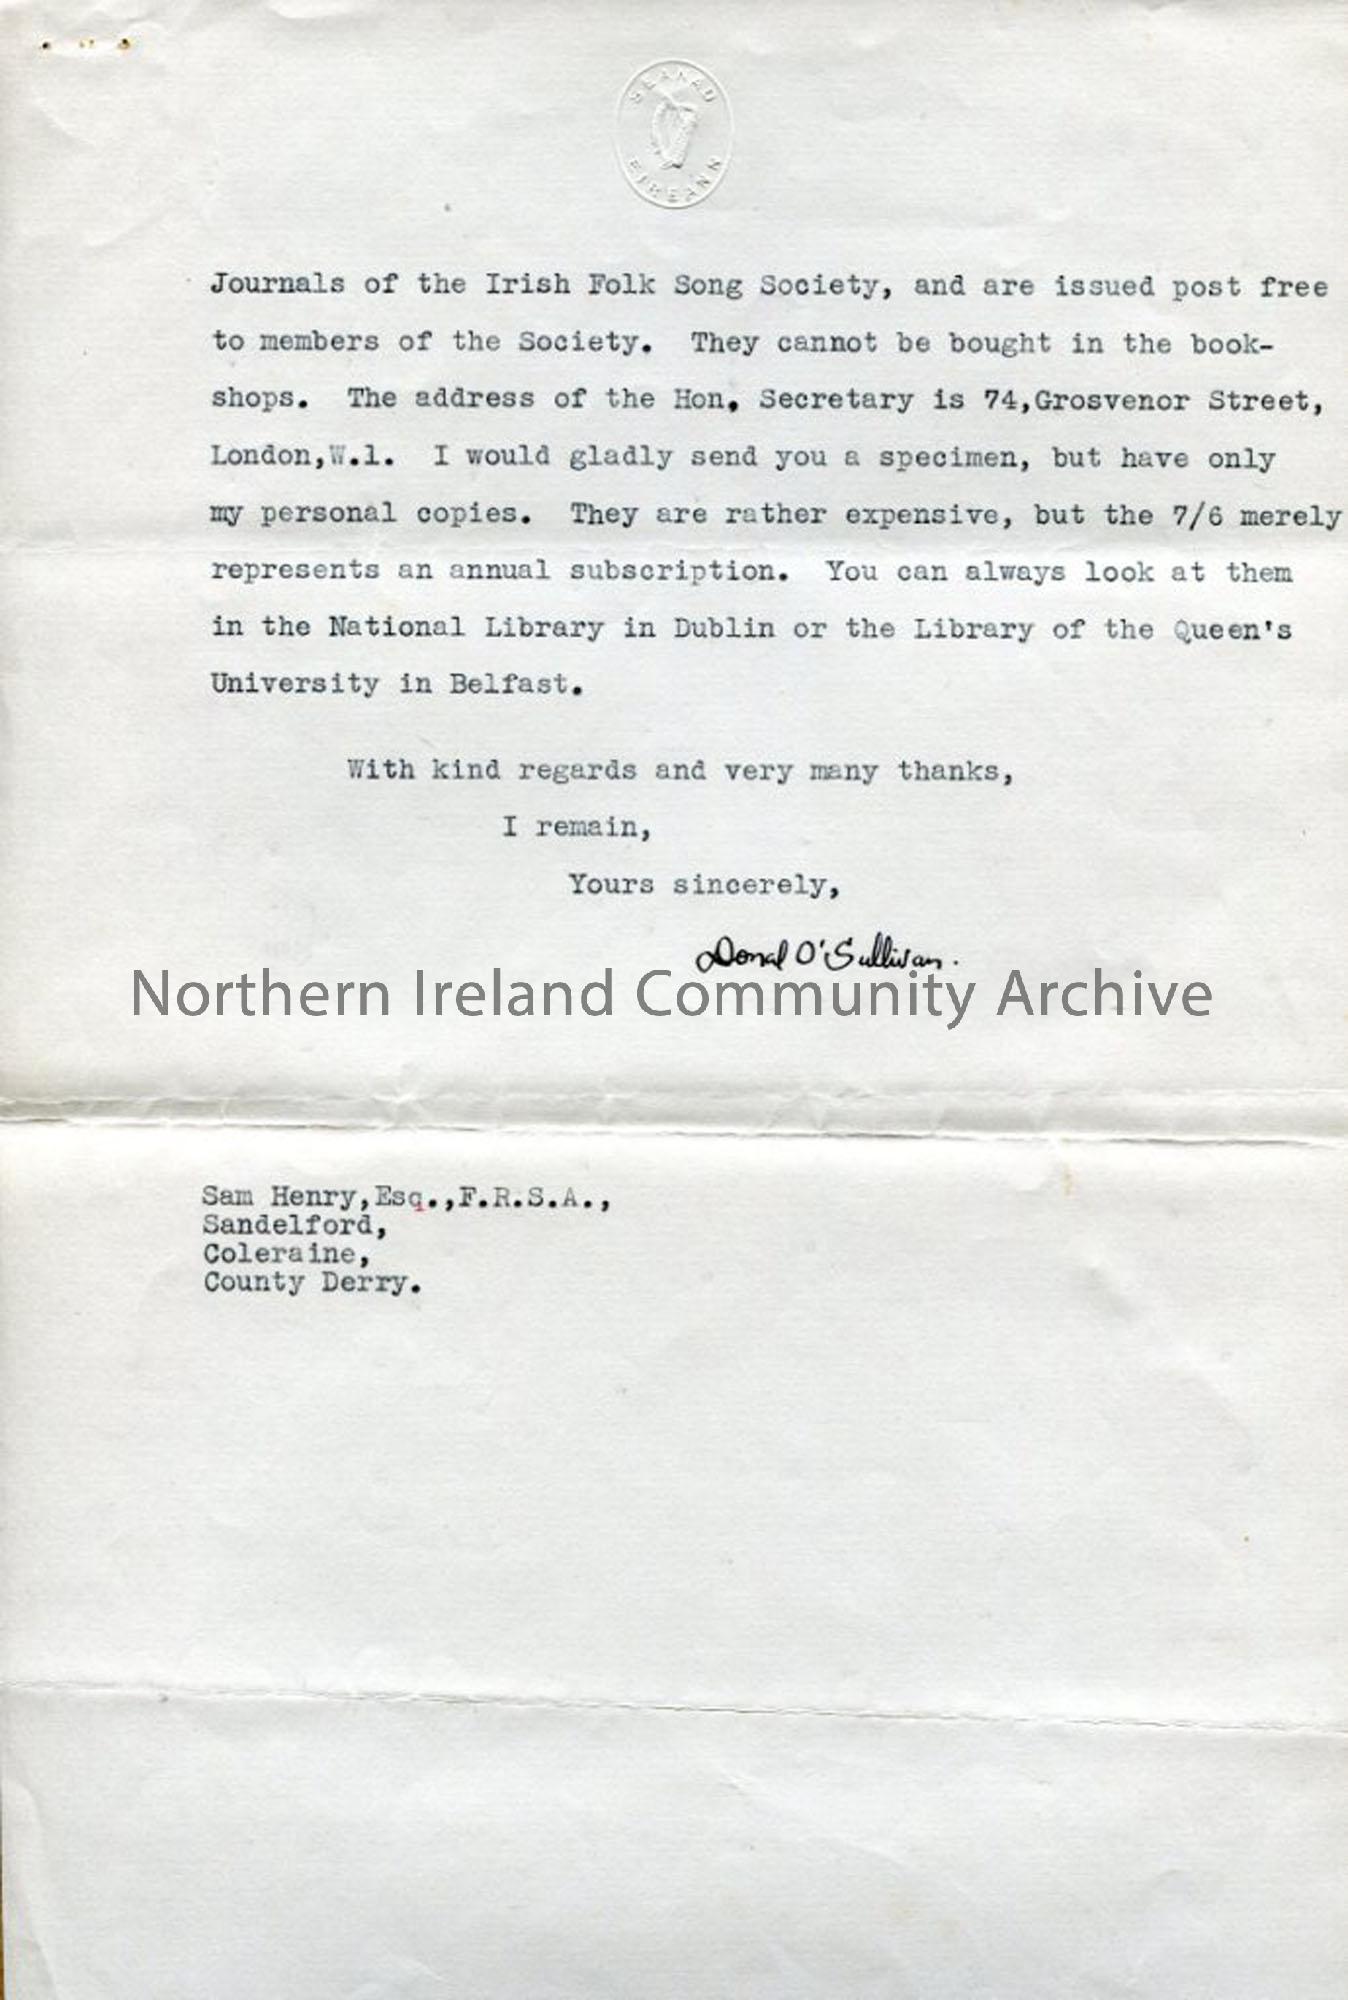 SEANAD
EIREANN
Journals of the Irish Folk Song Society, and are issued post free
to members of the Society. They cannot be bought in the book-
shops. The address of the Hon. Secretary is 74,Grosvenor Street,
London,W.1. I would gladly send you a specimen, but have only
my personal copies. They are rather expensive, but the 7/6 merely
represents an annual subscription. You can always look at them
in the National Library in Dublin or the Library of the Queen's
University in Belfast.
With kind regards and very many thanks,
I remain,
Yours sincerely,
Donal O'Sullivan.
Northern Ireland Community Archive
Sam Henry,Esq.,F.R.S.A.,
Sandelford,
Coleraine,
County Derry.